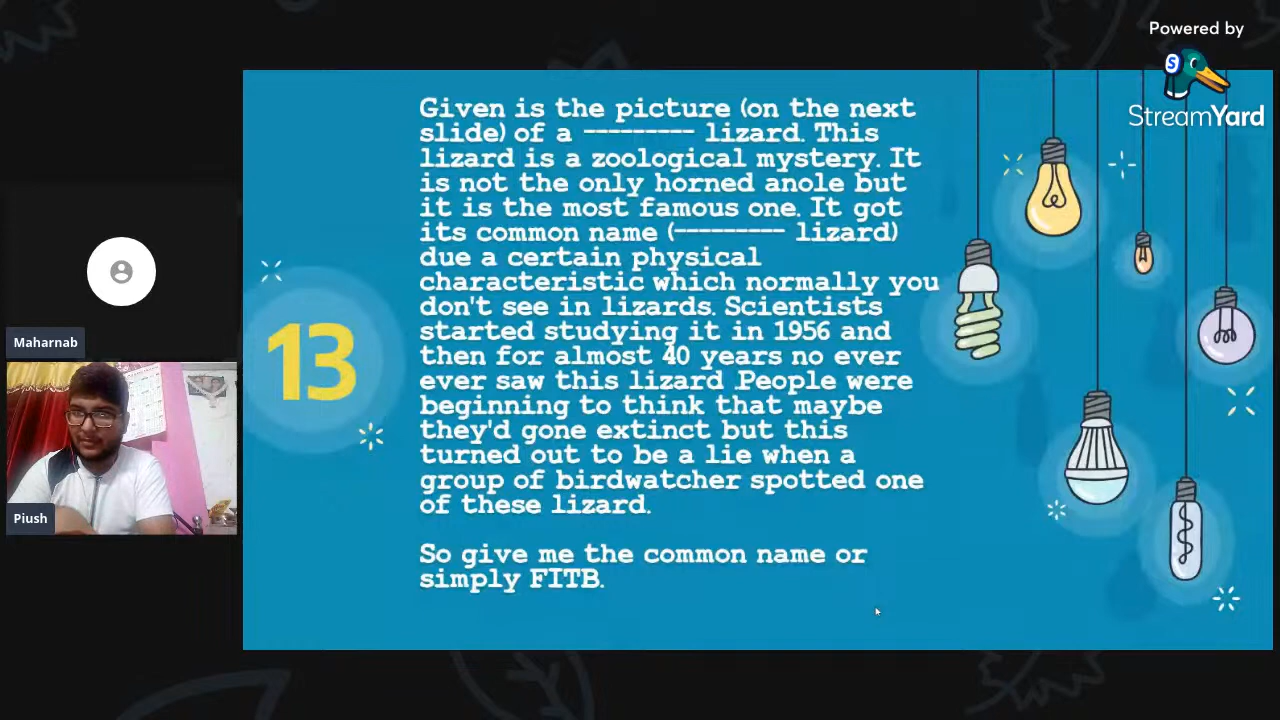 Powered by
StreamYard
Given is the picture (on the next
slide) of a --------- lizard. This
lizard is a zoological mystery. It
is not the only horned anole but
it is the most famous one. It got
its common name (--------- lizard)
due a certain physical
characteristic which normally you
don't see in lizards. Scientists
started studying it in 1956 and
then for almost 40 years no ever
ever saw this lizard .People were
beginning to think that maybe
they'd gone extinct but this
turned out to be a lie when a
group of birdwatcher spotted one
of these lizard.
So give me the common name or
simply FITB.
13
Maharnab
Piush